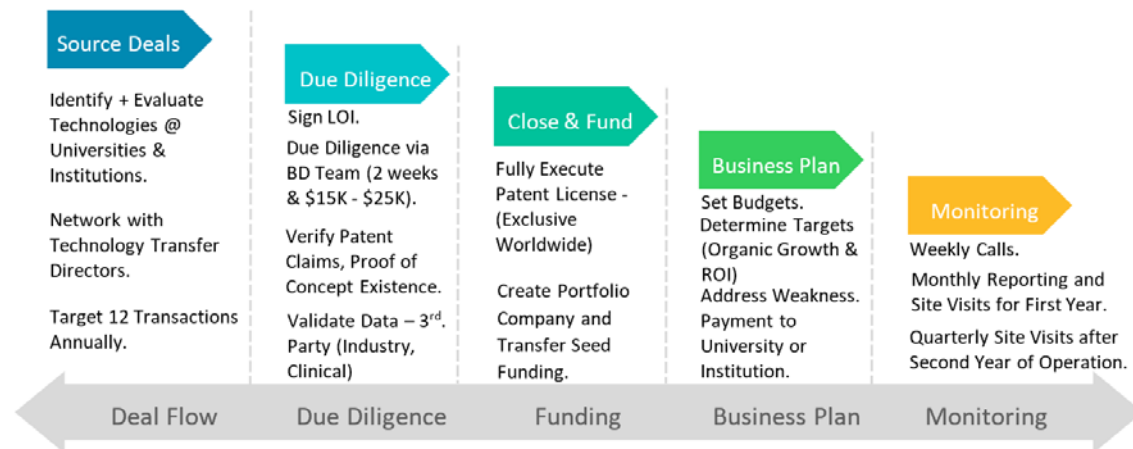 Source Deals
Identify + Evaluate
Technologies @
Universities &
Institutions.
Network with
Technology Transfer
Directors.
Target 12 Transactions
Annually.
Due Diligence
Sign LOI.
Due Diligence via
BD Team (2 weeks
& $15K - $25K).
Verify Patent
Claims, Proof of
Concept Existence.
Validate Data – 3rd.
Party (Industry,
Clinical)
Close & Fund
Fully Execute
Patent License -
(Exclusive
Worldwide)
Create Portfolio
Company and
Transfer Seed
Funding.
Business Plan
Set Budgets.
Determine Targets
(Organic Growth &
ROI)
Address Weakness.
Payment to
University or
Institution.
Monitoring
Weekly Calls.
Monthly Reporting and
Site Visits for First Year.
Quarterly Site Visits after
Second Year of Operation.
Deal Flow
Due Diligence
Funding
Business Plan
Monitoring